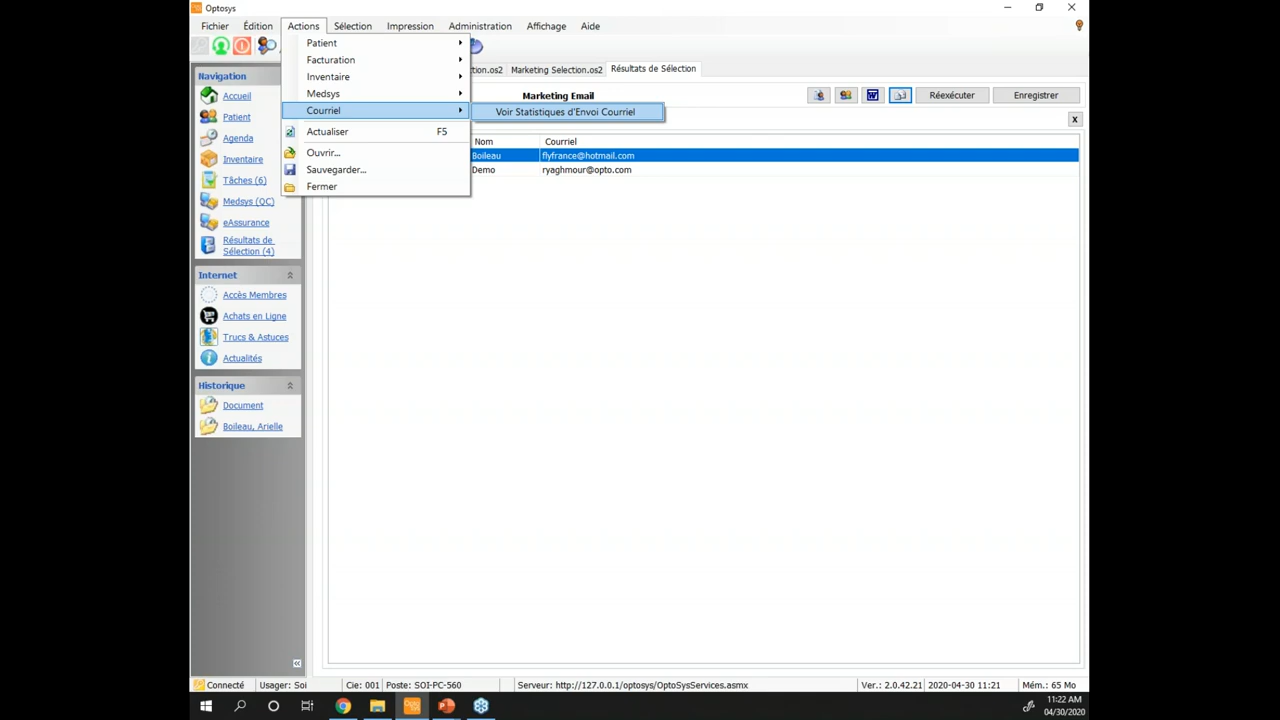 Optosys
Fichier Édition Actions Sélection Impression Administration Affichage Aide
Patient
Facturation
Inventaire
Medsys
Courriel
Voir Statistiques d'Envoi Courriel
Actualiser F5
Ouvrir...
Sauvegarder...
Fermer
Marketing Selection.os2 Résultats de Sélection
Marketing Email
W
Réexécuter Enregistrer
x
Nom Courriel
Boileau flyfrance@hotmail.com
Demo ryaghmour@opto.com
Navigation
Accueil
Patient
Agenda
Inventaire
Tâches (6)
Medsys (QC)
eAssurance
Résultats de
Sélection (4)
Internet
Accès Membres
Achats en Ligne
Trucs & Astuces
Actualités
Historique
Document
Boileau, Arielle
Connecté Usager: Soi Cie: 001 Poste: SOI-PC-560 Serveur: http://127.0.0.1/optosys/OptoSysServices.asmx Ver.: 2.0.42.21 2020-04-30 11:21 Mém.: 65 Mo
11:22 AM
04/30/2020